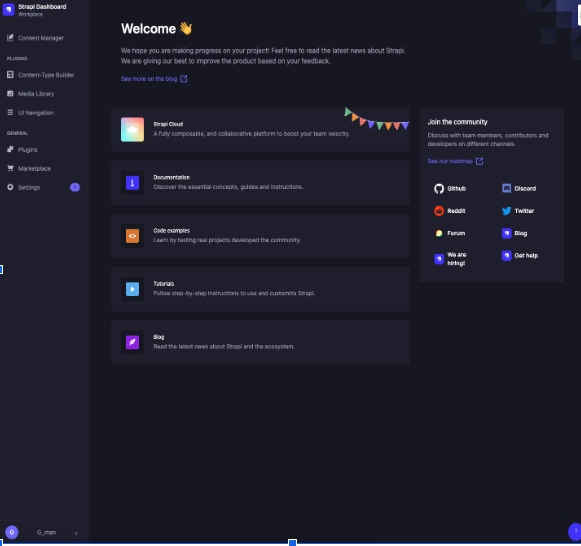 Strapi Dashboard
Workplace
Content Manager
PLUGINS
Content-Type Builder
Media Library
UI Navigation
GENERAL
Plugins
Marketplace
Settings
G
G_man
Welcome 👋
We hope you are making progress on your project! Feel free to read the latest news about Strapi.
We are giving our best to improve the product based on your feedback.
See more on the blog
Strapi Cloud
A fully composable, and collaborative platform to boost your team velocity.
Documentation
Discover the essential concepts, guides and instructions.
Code examples
Learn by testing real projects developed the community.
Tutorials
Follow step-by-step instructions to use and customize Strapi.
Blog
Read the latest news about Strapi and the ecosystem.
Join the community
Discuss with team members, contributors and
developers on different channels.
See our roadmap
Github
Discord
Reddit
Twitter
Forum
Blog
We are
hiring!
Get help
?